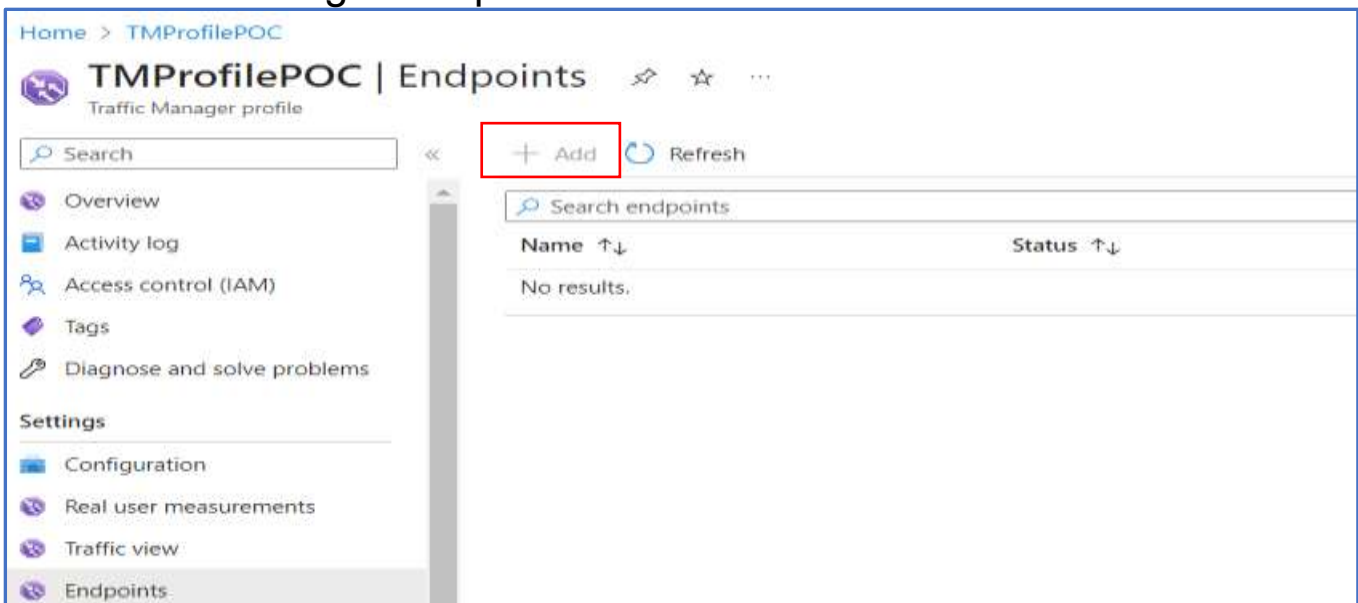 Home > TMProfilePOC
TMProfilePOC | Endpoints
Traffic Manager profile
Search
+ Add Refresh
Overview
Search endpoints
Activity log
Name ↑↓ Status ↑↓
Access control (IAM)
No results.
Tags
Diagnose and solve problems
Settings
Configuration
Real user measurements
Traffic view
Endpoints